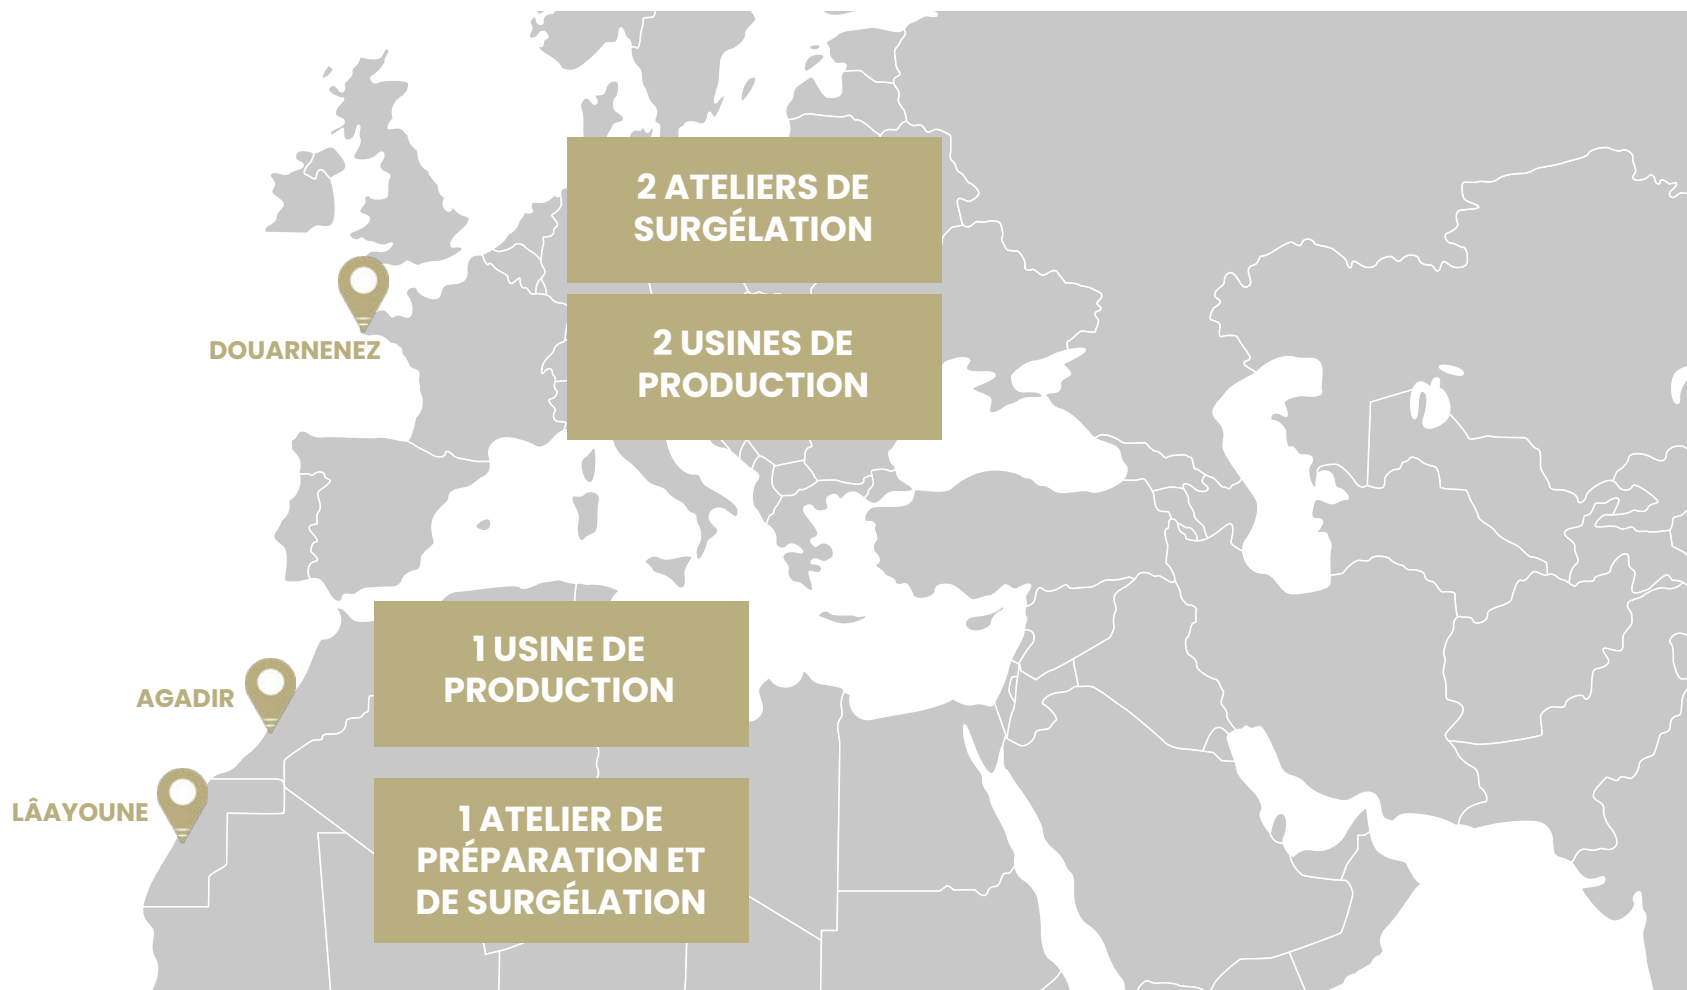 2 ATELIERS DE
SURGÉLATION
2 USINES DE
PRODUCTION
DOUARNENEZ
1 USINE DE
PRODUCTION
AGADIR
1 ATELIER DE
PRÉPARATION ET
DE SURGÉLATION
LÂAYOUNE